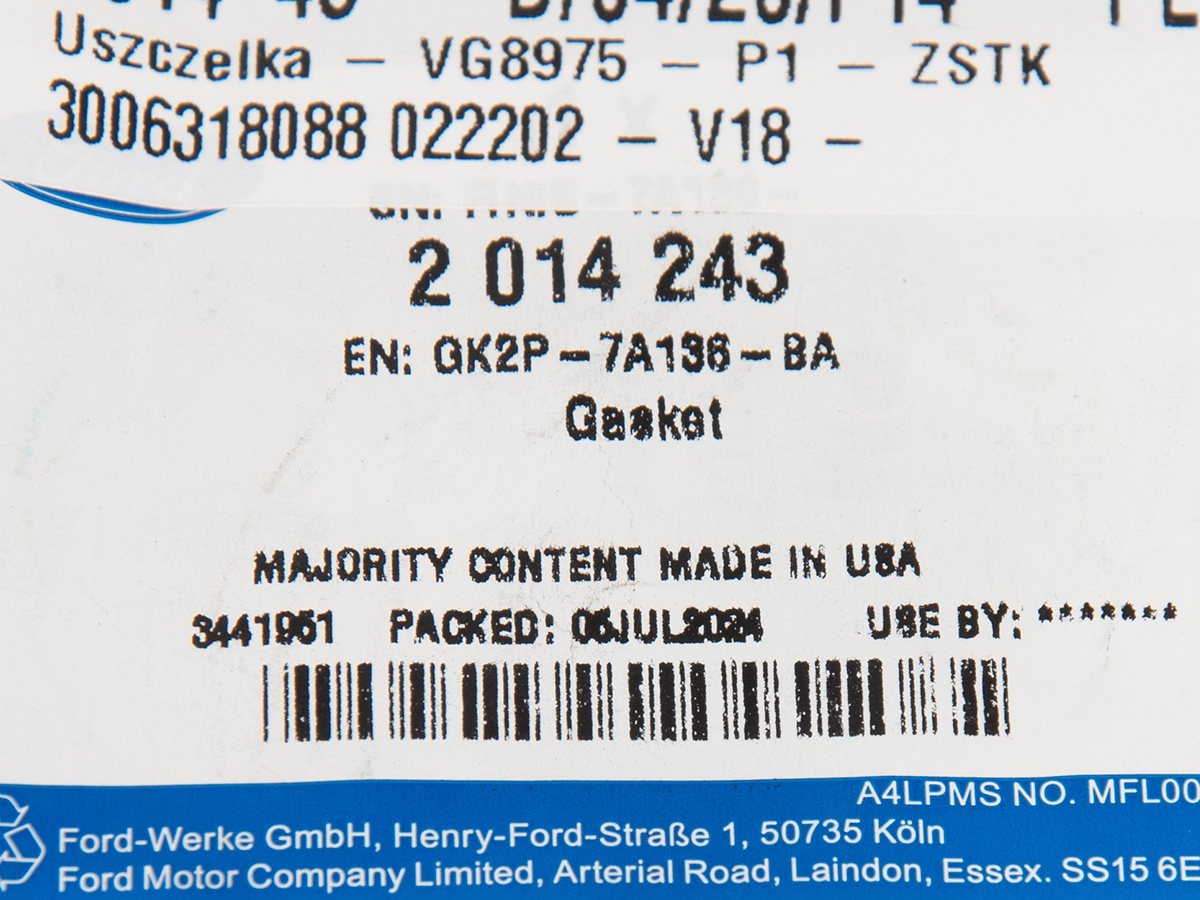 Uszczelka - VG8975 - P1 - ZSTK
3006318088 022202 - V18 -
2 014 243
EN: GK2P-7A136-BA
Gasket
MAJORITY CONTENT MADE IN USA
3441951 PACKED: 05JUL2024 USE BY: *******
A4LPMS NO. MFL00
Ford-Werke GmbH, Henry-Ford-Straße 1, 50735 Köln
Ford Motor Company Limited, Arterial Road, Laindon, Essex. SS15 6E